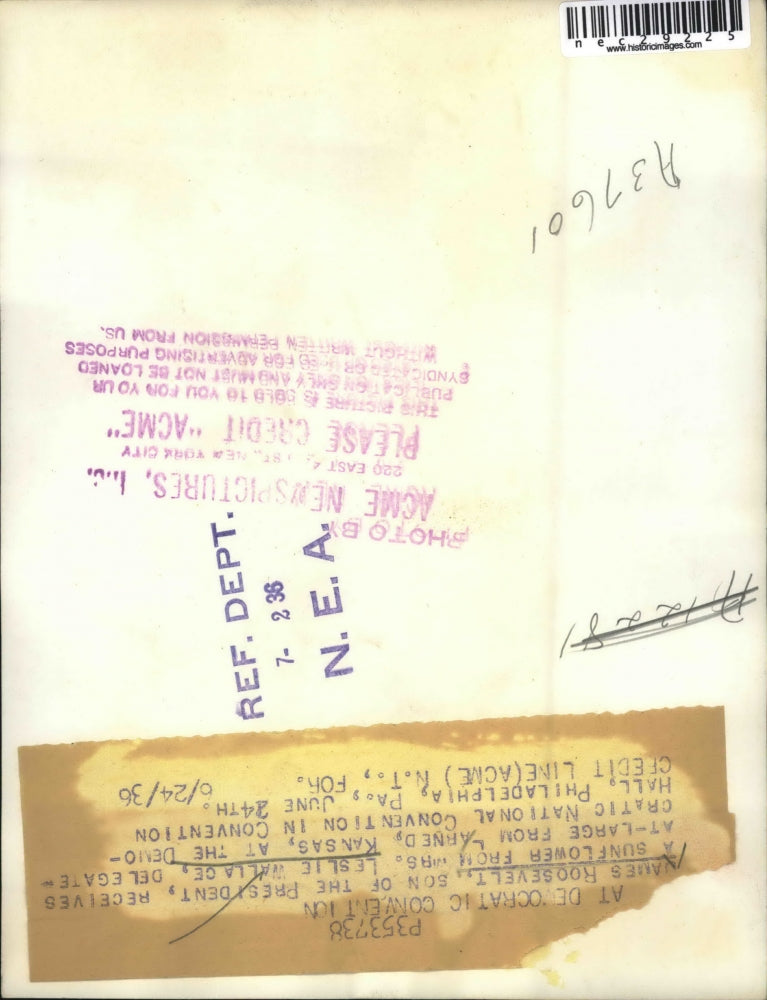 nec29225
www.historicimages.com
A37601
PHOTO BY
ACME NEWSPICTURES, INC.
220 EAST 42 ST., NEW YORK CITY
PLEASE CREDIT "ACME"
THIS PICTURE IS SOLD TO YOU FOR YOUR
PUBLICATION ONLY AND MUST NOT BE LOANED
SYNDICATED OR USED FOR ADVERTISING PURPOSES
WITHOUT WRITTEN PERMISSION FROM US.
REF. DEPT.
7- 2 36
N. E. A.
P353738
AT DEMOCRATIC CONVENTION
JAMES ROOSEVELT, SON OF THE PRESIDENT, RECEIVES
A SUNFLOWER FROM MRS. LESLIE WALLACE, DELEGATE-
AT-LARGE FROM LARNED, KANSAS, AT THE DEMO-
CRATIC NATIONAL CONVENTION IN CONVENTION
HALL, PHILADELPHIA, PA., JUNE 24TH.
CREDIT LINE(ACME) N.T., FOR. 6/24/36